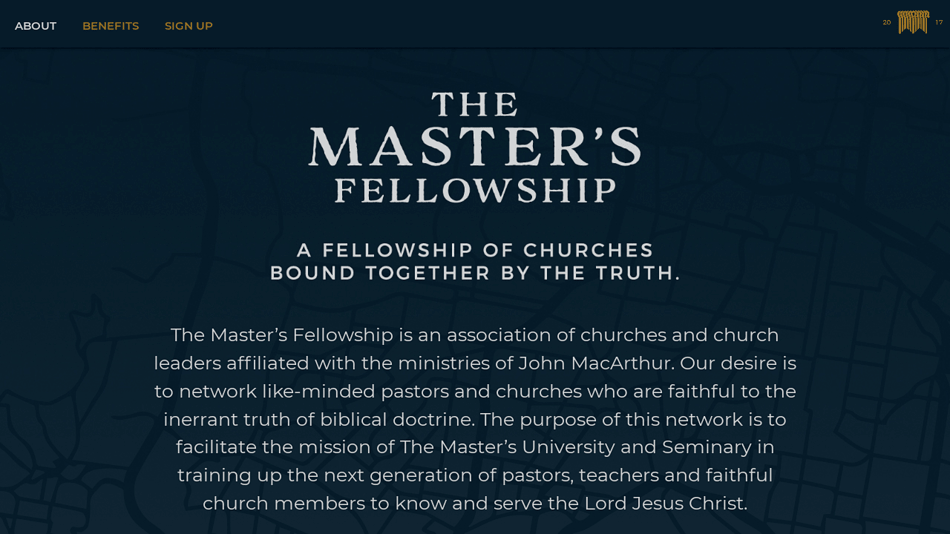 ABOUT BENEFITS SIGN UP
20 17
THE
MASTER'S
FELLOWSHIP
A FELLOWSHIP OF CHURCHES
BOUND TOGETHER BY THE TRUTH.
The Master’s Fellowship is an association of churches and church
leaders affiliated with the ministries of John MacArthur. Our desire is
to network like-minded pastors and churches who are faithful to the
inerrant truth of biblical doctrine. The purpose of this network is to
facilitate the mission of The Master’s University and Seminary in
training up the next generation of pastors, teachers and faithful
church members to know and serve the Lord Jesus Christ.